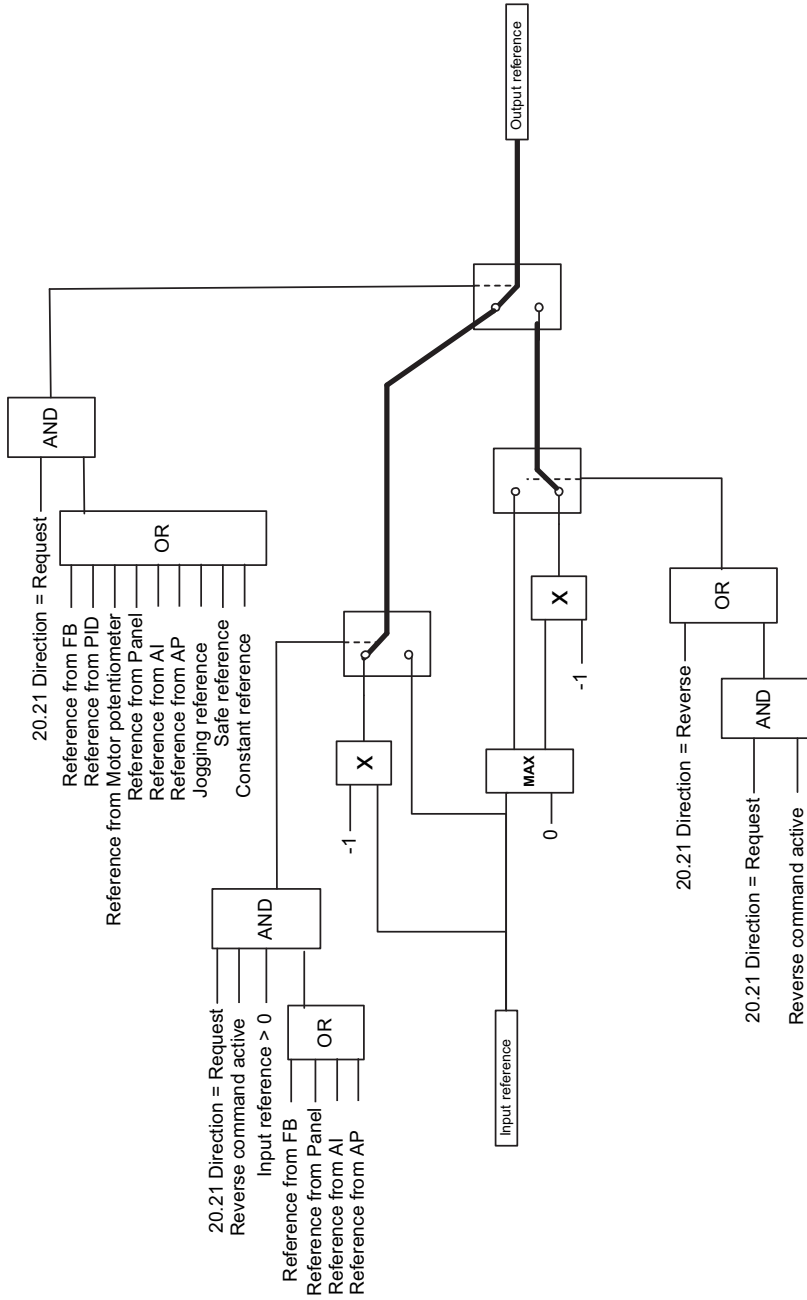 20.21 Direction = Request
AND
Reference from FB
Reference from PID
Reference from Motor potentiometer
Reference from Panel
Reference from AI
Reference from AP
Jogging reference
Safe reference
Constant reference
OR
20.21 Direction = Request
Reverse command active
Input reference > 0
AND
Reference from FB
Reference from Panel
Reference from AI
Reference from AP
OR
-1
X
Input reference
MAX
0
X
-1
Output reference
20.21 Direction = Reverse
OR
20.21 Direction = Request
Reverse command active
AND